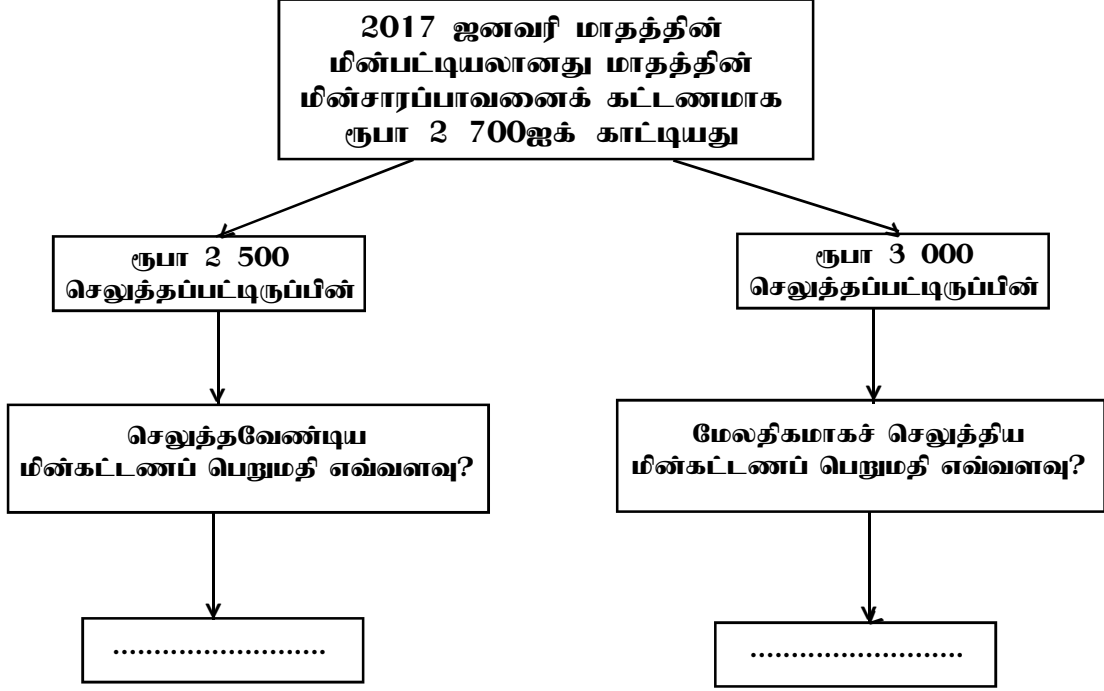 2017 ஜனவரி மாதத்தின்
மின்பட்டியலானது மாதத்தின்
மின்சாரப்பாவனைக் கட்டணமாக
ரூபா 2 700ஐக் காட்டியது
ரூபா 2 500
செலுத்தப்பட்டிருப்பின்
ரூபா 3 000
செலுத்தப்பட்டிருப்பின்
செலுத்தவேண்டிய
மின்கட்டணப் பெறுமதி எவ்வளவு?
மேலதிகமாகச் செலுத்திய
மின்கட்டணப் பெறுமதி எவ்வளவு?
..........................
..........................